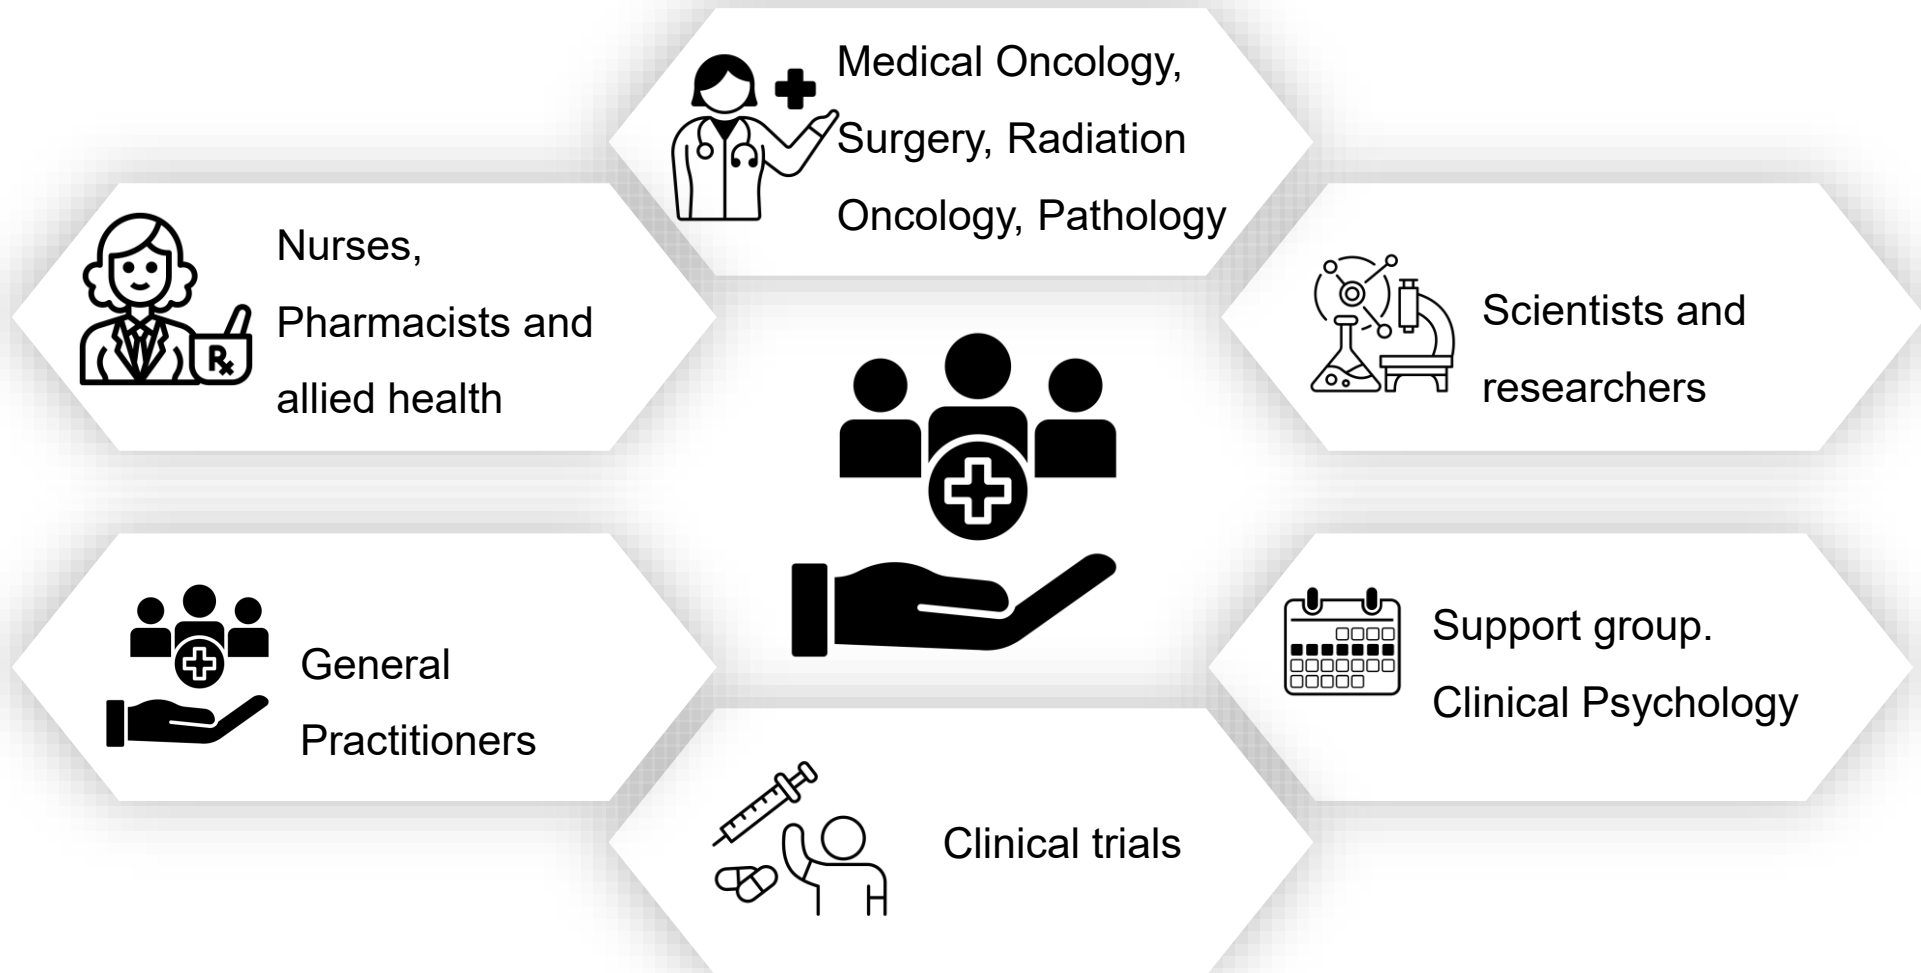 Medical Oncology,
Surgery, Radiation
Oncology, Pathology
Nurses,
Pharmacists and
allied health
Rx
Scientists and
researchers
General
Practitioners
Support group.
Clinical Psychology
Clinical trials